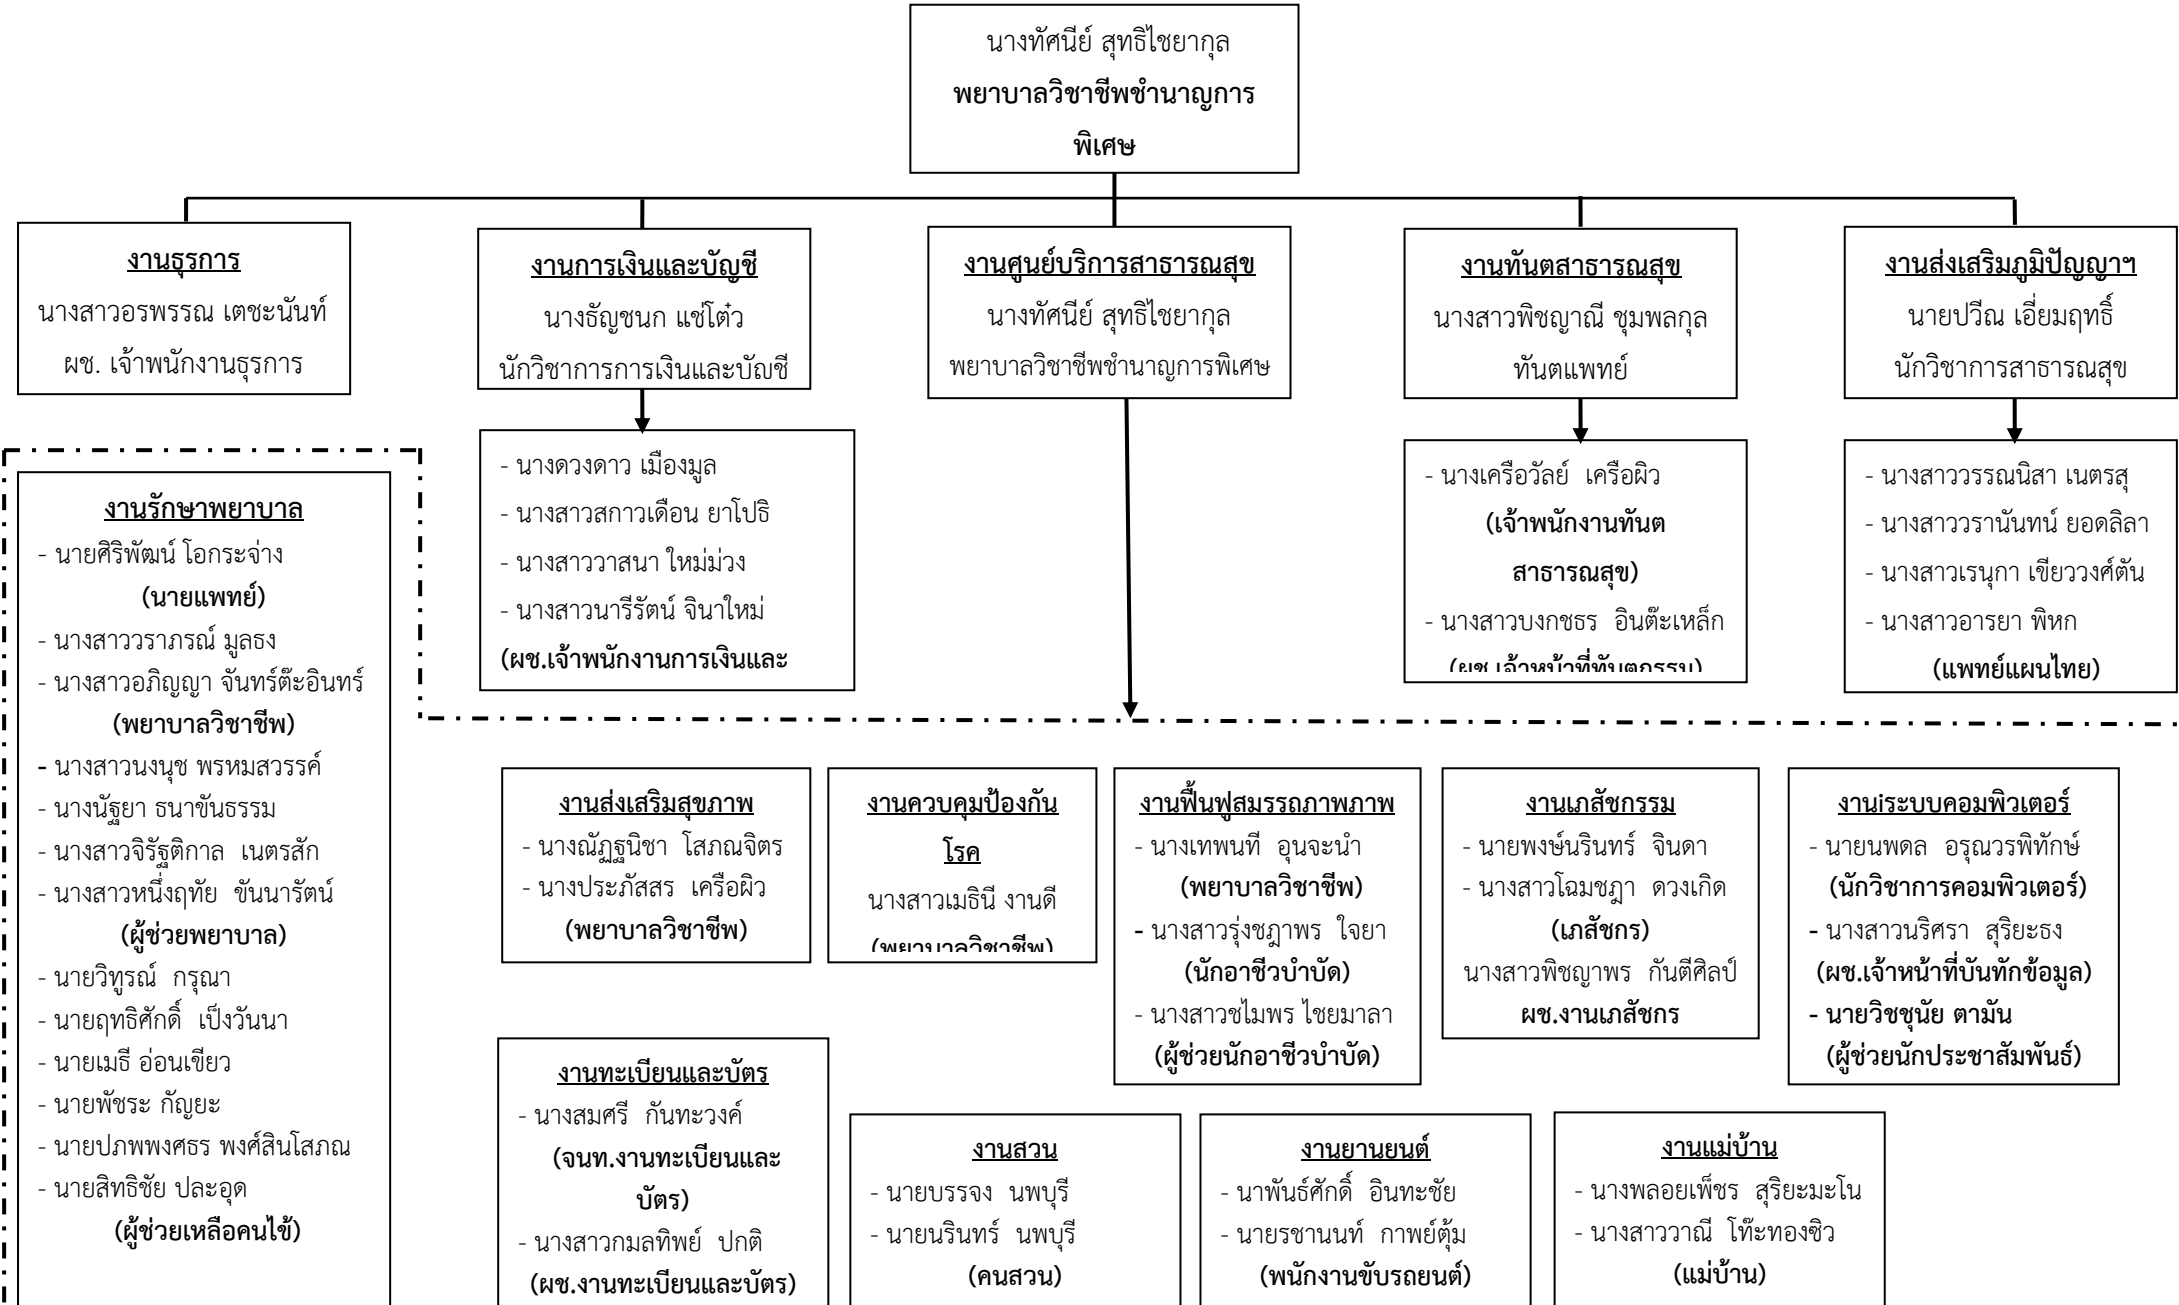 นางทัศนีย์ สุทธิไชยากุล
พยาบาลวิชาชีพชำนาญการ
พิเศษ
งานธุรการ
นางสาวอรพรรณ เตชะนันท์
ผช. เจ้าพนักงานธุรการ
งานการเงินและบัญชี
นางธัญชนก แซ่โต๋ว
นักวิชาการการเงินและบัญชี
งานศูนย์บริการสาธารณสุข
นางทัศนีย์ สุทธิไชยากุล
พยาบาลวิชาชีพชำนาญการพิเศษ
งานทันตสาธารณสุข
นางสาวพิชญาณี ชุมพลกุล
ทันตแพทย์
งานส่งเสริมภูมิปัญญาฯ
นายปวีณ เอี่ยมฤทธิ์
นักวิชาการสาธารณสุข
- นางดวงดาว เมืองมูล
- นางสาวสกาวเดือน ยาโปธิ
- นางสาววาสนา ใหม่ม่วง
- นางสาวนารีรัตน์ จินาใหม่
(ผช.เจ้าพนักงานการเงินและ
- นางเครือวัลย์ เครือผิว
(เจ้าพนักงานทันต
สาธารณสุข)
- นางสาวบงกชธร อินต๊ะเหล็ก
(ผช.เจ้าหน้าที่ทันตกรรม)
- นางสาววรรณนิสา เนตรสุ
- นางสาววรานันทน์ ยอดลิลา
- นางสาวเรนุกา เขียววงศ์ตัน
- นางสาวอารยา พิหก
(แพทย์แผนไทย)
งานรักษาพยาบาล
- นายศิริพัฒน์ โอกระจ่าง
(นายแพทย์)
- นางสาววราภรณ์ มูลธง
- นางสาวอภิญญา จันทร์ต๊ะอินทร์
(พยาบาลวิชาชีพ)
- นางสาวนงนุช พรหมสวรรค์
- นางนัฐยา ธนาขันธรรม
- นางสาวจิรัฐติกาล เนตรสัก
- นางสาวหนึ่งฤทัย ขันนารัตน์
(ผู้ช่วยพยาบาล)
- นายวิทูรณ์ กรุณา
- นายฤทธิศักดิ์ เป็งวันนา
- นายเมธี อ่อนเขียว
- นายพัชระ กัญยะ
- นายปภพพงศธร พงศ์สินโสภณ
- นายสิทธิชัย ปละอุด
(ผู้ช่วยเหลือคนไข้)
งานส่งเสริมสุขภาพ
- นางณัฏฐนิชา โสภณจิตร
- นางประภัสสร เครือผิว
(พยาบาลวิชาชีพ)
งานควบคุมป้องกัน
โรค
นางสาวเมธินี งานดี
(พยาบาลวิชาชีพ)
งานฟื้นฟูสมรรถภาพภาพ
- นางเทพนที อุนจะนำ
(พยาบาลวิชาชีพ)
- นางสาวรุ่งชฎาพร ใจยา
(นักอาชีวบำบัด)
- นางสาวชไมพร ไชยมาลา
(ผู้ช่วยนักอาชีวบำบัด)
งานเภสัชกรรม
- นายพงษ์นรินทร์ จินดา
- นางสาวโฉมชฎา ดวงเกิด
(เภสัชกร)
นางสาวพิชญาพร กันตีศิลป์
ผช.งานเภสัชกร
งานiระบบคอมพิวเตอร์
- นายนพดล อรุณวรพิทักษ์
(นักวิชาการคอมพิวเตอร์)
- นางสาวนริศรา สุริยะธง
(ผช.เจ้าหน้าที่บันทึกข้อมูล)
- นายวิชชุนัย ตามัน
(ผู้ช่วยนักประชาสัมพันธ์)
งานทะเบียนและบัตร
- นางสมศรี กันทะวงค์
(จนท.งานทะเบียนและ
บัตร)
- นางสาวกมลทิพย์ ปกติ
(ผช.งานทะเบียนและบัตร)
งานสวน
- นายบรรจง นพบุรี
- นายนรินทร์ นพบุรี
(คนสวน)
งานยานยนต์
- นาพันธ์ศักดิ์ อินทะชัย
- นายรชานนท์ กาพย์ตุ้ม
(พนักงานขับรถยนต์)
งานแม่บ้าน
- นางพลอยเพ็ชร สุริยะมะโน
- นางสาววาณี โท๊ะทองซิว
(แม่บ้าน)